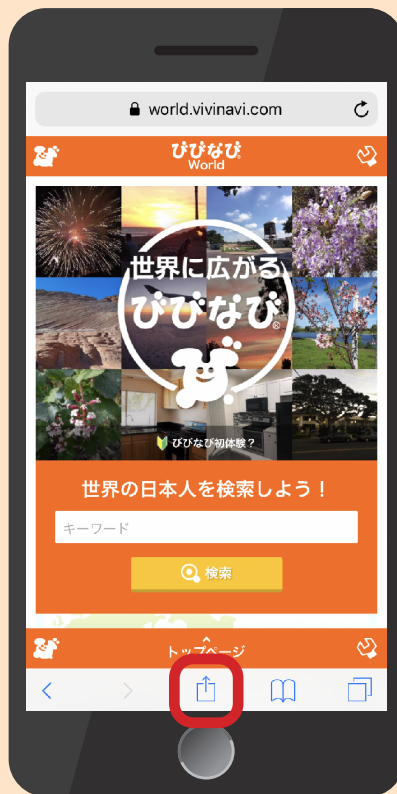 world.vivinavi.com
びびなび
World
世界に広がる
びびなび®
びびなび初体験？
世界の日本人を検索しよう！
キーワード
検索
トップページ